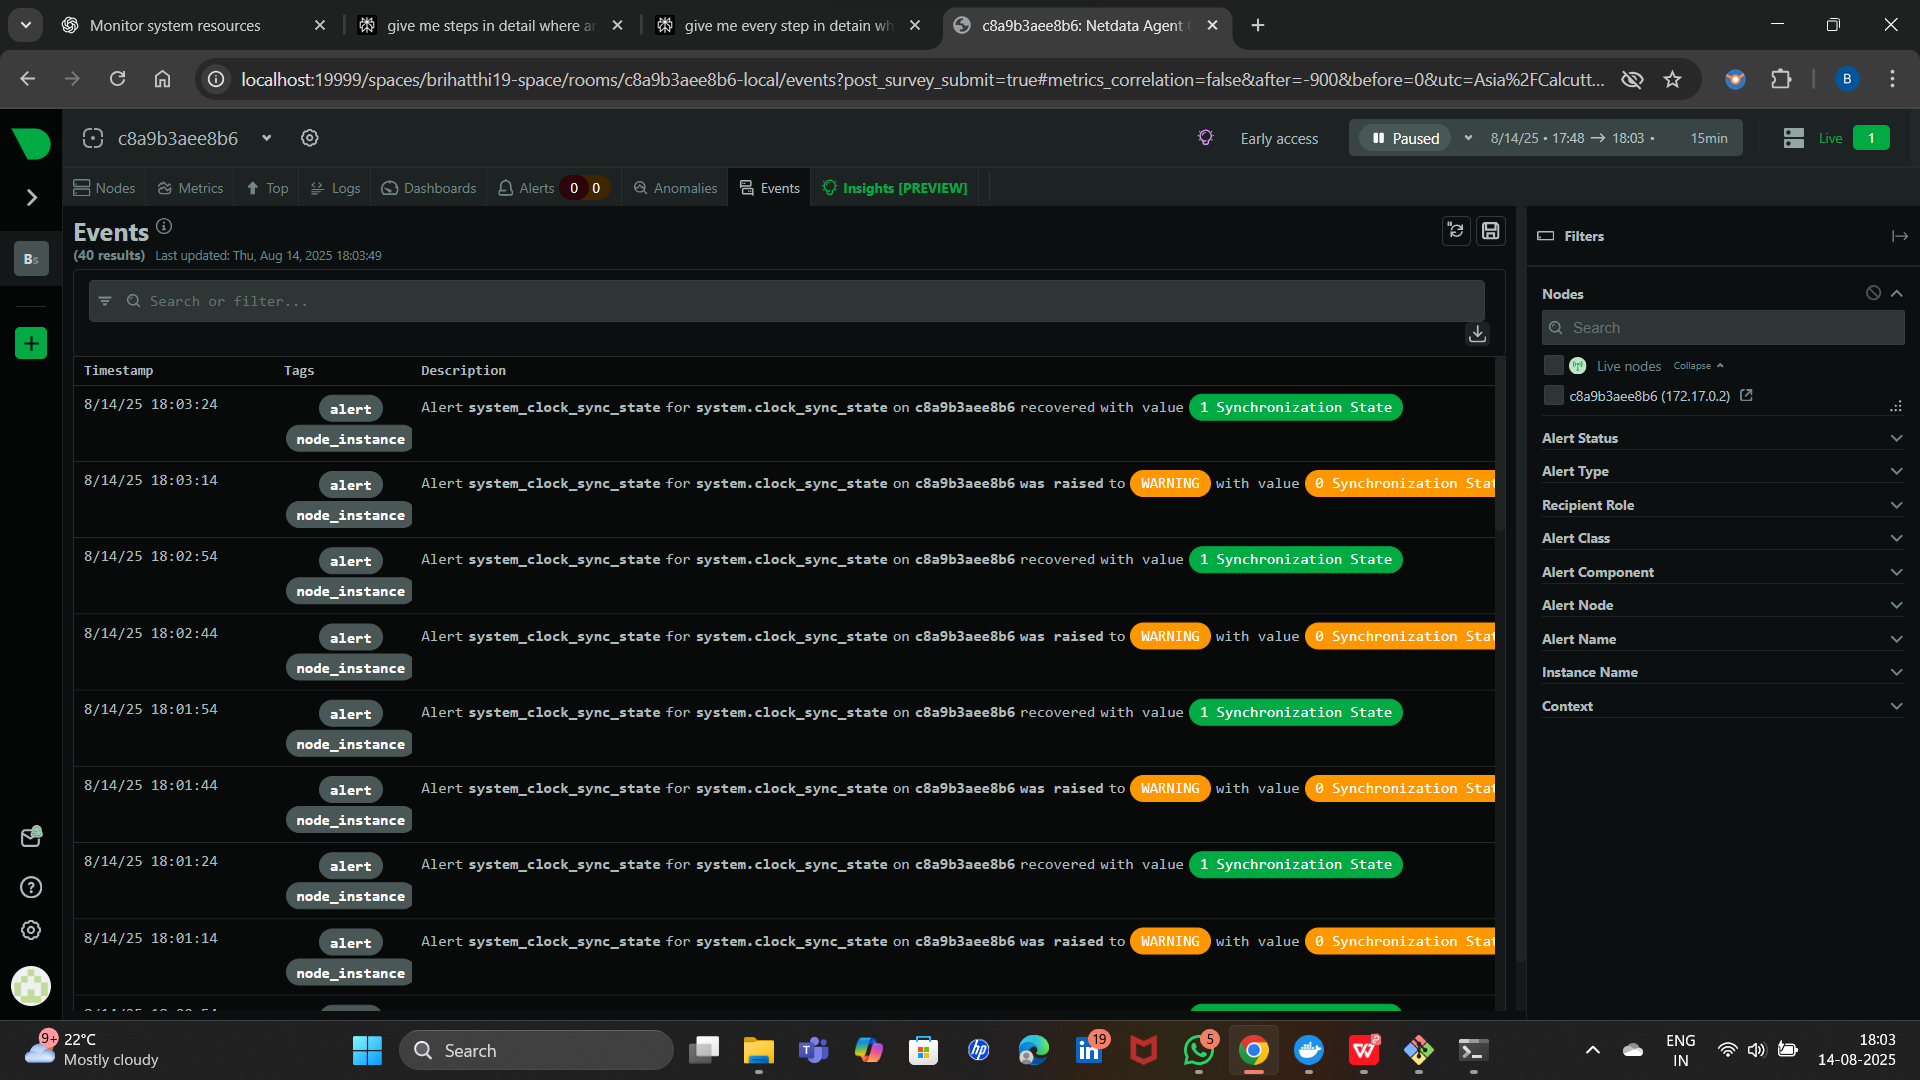 Monitor system resources
give me steps in detail where ar
give me every step in detain wh
c8a9b3aee8b6: Netdata Agent
localhost:19999/spaces/brihatthi19-space/rooms/c8a9b3aee8b6-local/events?post_survey_submit=true#metrics_correlation=false&after=-900&before=0&utc=Asia%2FCalcutt...
B
c8a9b3aee8b6
Early access
Paused
8/14/25 • 17:48 → 18:03 •
15min
Live
1
Nodes
Metrics
Top
Logs
Dashboards
Alerts
0
0
Anomalies
Events
Insights [PREVIEW]
Bs
Events
(40 results) Last updated: Thu, Aug 14, 2025 18:03:49
Search or filter...
Timestamp Tags Description
8/14/25 18:03:24 alert Alert system_clock_sync_state for system.clock_sync_state on c8a9b3aee8b6 recovered with value 1 Synchronization State
node_instance
8/14/25 18:03:14 alert Alert system_clock_sync_state for system.clock_sync_state on c8a9b3aee8b6 was raised to WARNING with value 0 Synchronization Stat
node_instance
8/14/25 18:02:54 alert Alert system_clock_sync_state for system.clock_sync_state on c8a9b3aee8b6 recovered with value 1 Synchronization State
node_instance
8/14/25 18:02:44 alert Alert system_clock_sync_state for system.clock_sync_state on c8a9b3aee8b6 was raised to WARNING with value 0 Synchronization Stat
node_instance
8/14/25 18:01:54 alert Alert system_clock_sync_state for system.clock_sync_state on c8a9b3aee8b6 recovered with value 1 Synchronization State
node_instance
8/14/25 18:01:44 alert Alert system_clock_sync_state for system.clock_sync_state on c8a9b3aee8b6 was raised to WARNING with value 0 Synchronization Stat
node_instance
8/14/25 18:01:24 alert Alert system_clock_sync_state for system.clock_sync_state on c8a9b3aee8b6 recovered with value 1 Synchronization State
node_instance
8/14/25 18:01:14 alert Alert system_clock_sync_state for system.clock_sync_state on c8a9b3aee8b6 was raised to WARNING with value 0 Synchronization Stat
node_instance
Filters
Nodes
Search
Live nodes Collapse
c8a9b3aee8b6 (172.17.0.2)
Alert Status
Alert Type
Recipient Role
Alert Class
Alert Component
Alert Node
Alert Name
Instance Name
Context
9+
22°C
Mostly cloudy
Search
19
5
ENG
IN
18:03
14-08-2025